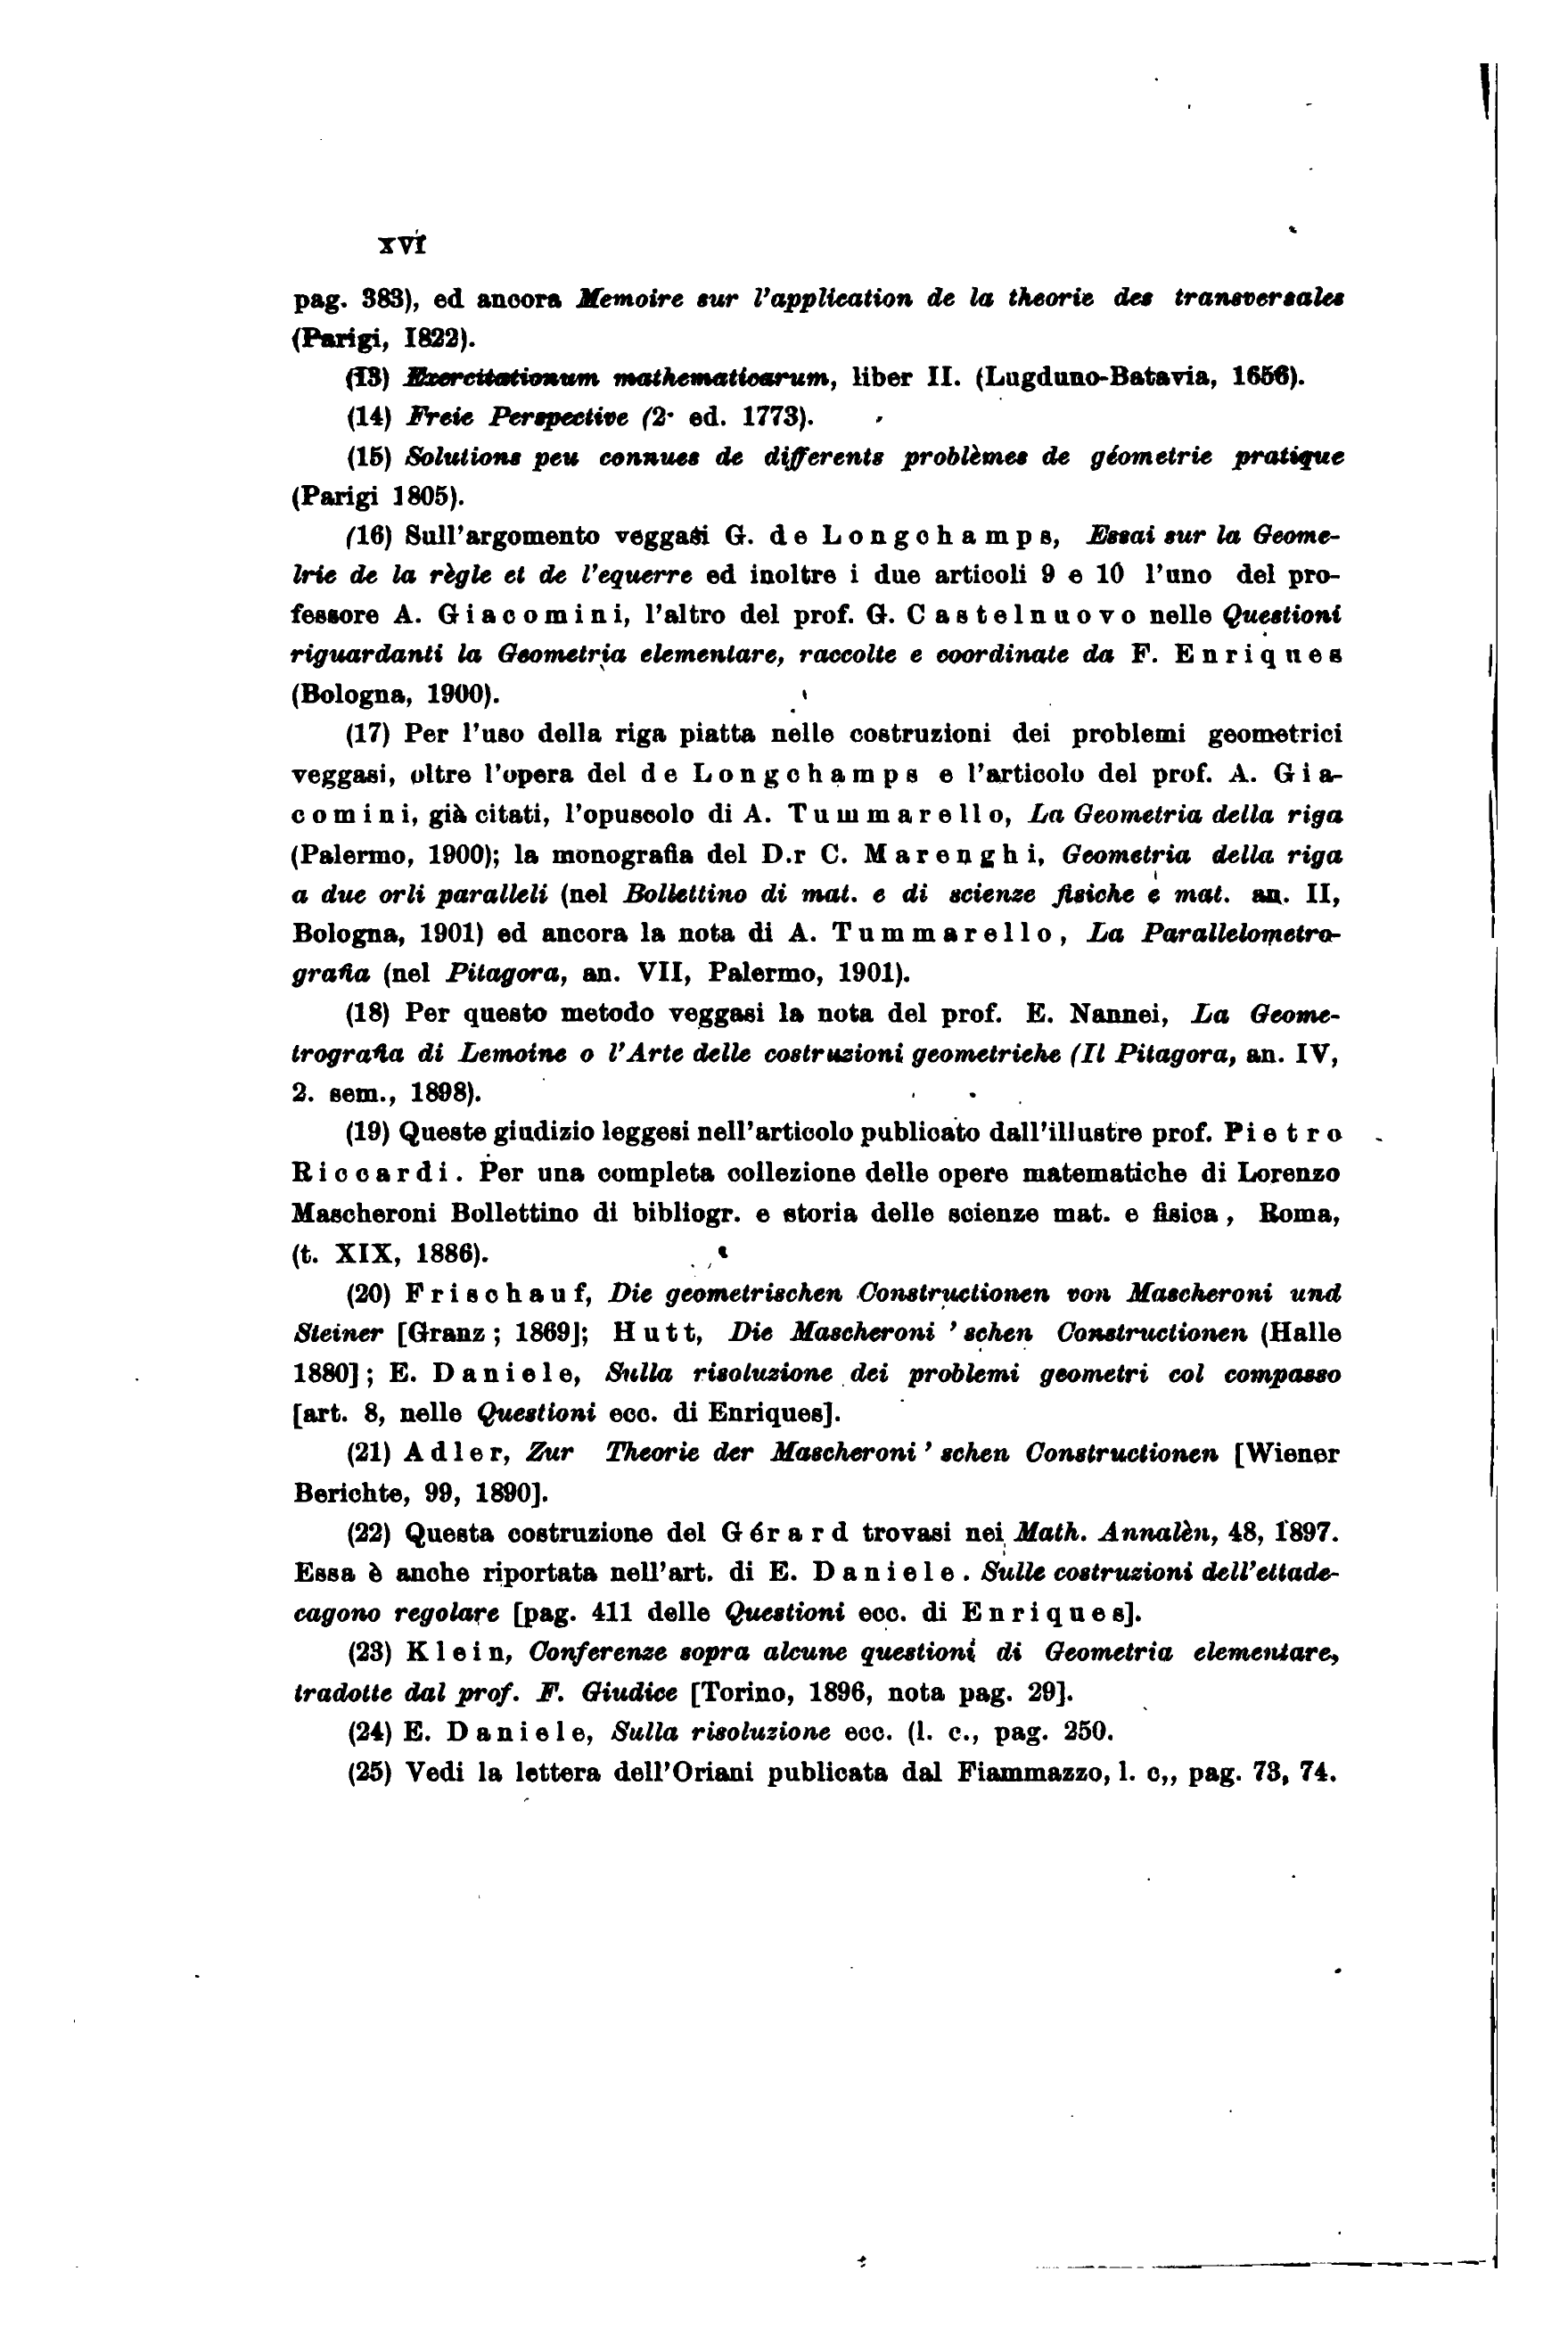 XVI
pag. 383), ed ancora Memoire sur l'application de la theorie des transversales
(Parigi, 1822).
(13) Exercitationum mathematicarum, liber II. (Lugduno-Batavia, 1656).
(14) Freie Perspective (2· ed. 1773).
(15) Solutions peu connues de differents problèmes de géometrie pratique
(Parigi 1805).
(16) Sull'argomento veggasi G. de Longchamps, Essai sur la Geome-
lrie de la règle et de l'equerre ed inoltre i due articoli 9 e 10 l'uno del pro-
fessore A. Giacomini, l'altro del prof. G. Castelnuovo nelle Questioni
riguardanti la Geometria elementare, raccolte e coordinate da F. Enriques
(Bologna, 1900).
(17) Per l'uso della riga piatta nelle costruzioni dei problemi geometrici
veggasi, oltre l'opera del de Longchamps e l'articolo del prof. A. Gia-
comini, già citati, l'opuscolo di A. Tummarello, La Geometria della riga
(Palermo, 1900); la monografia del D.r C. Marenghi, Geometria della riga
a due orli paralleli (nel Bollettino di mat. e di scienze fisiche e mat. an. II,
Bologna, 1901) ed ancora la nota di A. Tummarello, La Parallelometro-
grafia (nel Pitagora, an. VII, Palermo, 1901).
(18) Per questo metodo veggasi la nota del prof. E. Nannei, La Geome-
trografia di Lemoine o l'Arte delle costruzioni geometriche (Il Pitagora, an. IV,
2. sem., 1898).
(19) Queste giudizio leggesi nell'articolo publicato dall'illustre prof. Pietro
Riccardi. Per una completa collezione delle opere matematiche di Lorenzo
Mascheroni Bollettino di bibliogr. e storia delle scienze mat. e fisica, Roma,
(t. XIX, 1886).
(20) Frischauf, Die geometrischen Constructionen von Mascheroni und
Steiner [Granz; 1869]; Hutt, Die Mascheroni 'schen Constructionen (Halle
1880]; E. Daniele, Sulla risoluzione dei problemi geometri col compasso
[art. 8, nelle Questioni ecc. di Enriques].
(21) Adler, Zur Theorie der Mascheroni' schen Constructionen [Wiener
Berichte, 99, 1890].
(22) Questa costruzione del Gérard trovasi nei Math. Annalèn, 48, 1897.
Essa è anche riportata nell'art. di E. Daniele. Sulle costruzioni dell'ettade-
cagono regolare [pag. 411 delle Questioni ecc. di Enriques].
(23) Klein, Conferenze sopra alcune questioni di Geometria elementare,
tradotte dal prof. F. Giudice [Torino, 1896, nota pag. 29].
(24) E. Daniele, Sulla risoluzione ecc. (l. c., pag. 250.
(25) Vedi la lettera dell'Oriani publicata dal Fiammazzo, l. c,, pag. 73, 74.